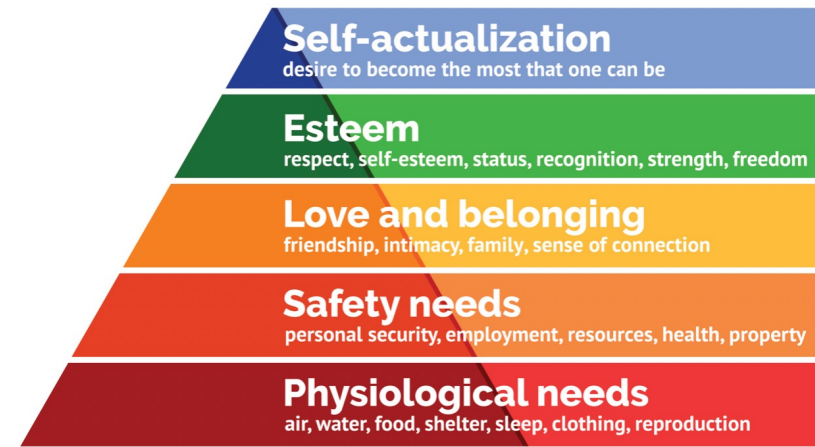 Self-actualization
desire to become the most that one can be
Esteem
respect, self-esteem, status, recognition, strength, freedom
Love and belonging
friendship, intimacy, family, sense of connection
Safety needs
personal security, employment, resources, health, property
Physiological needs
air, water, food, shelter, sleep, clothing, reproduction